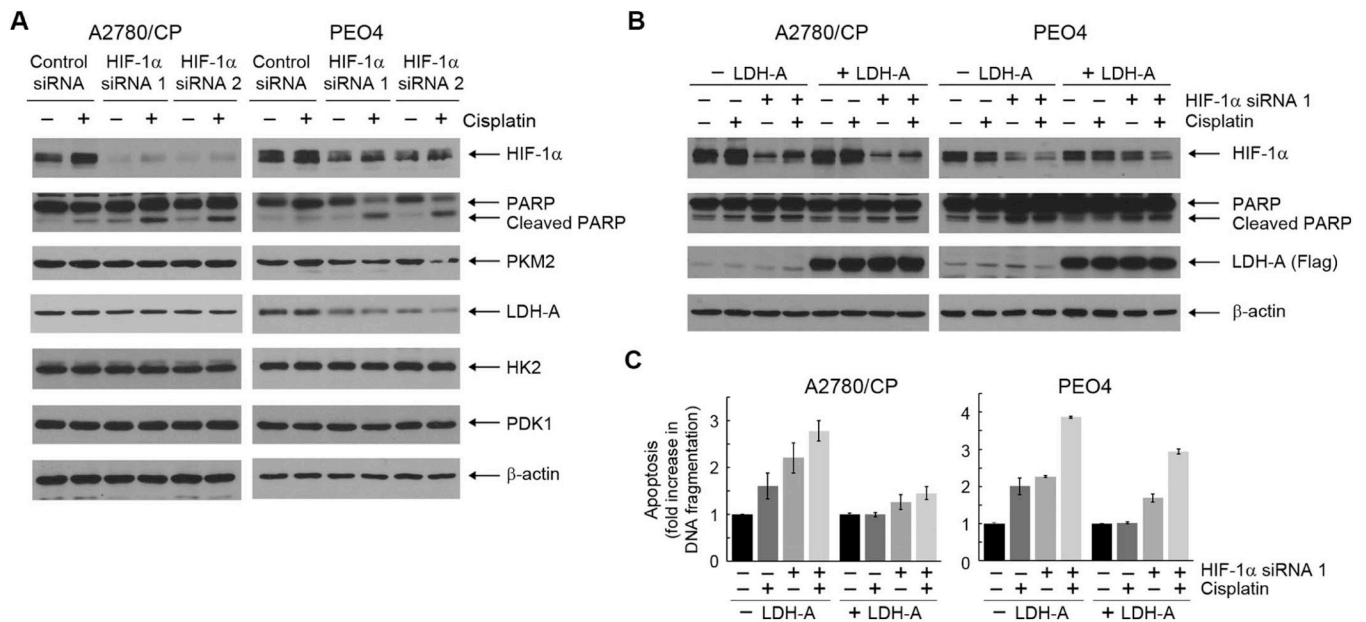 A
A2780/CP PEO4
Control siRNA HIF-1α siRNA 1 HIF-1α siRNA 2 Control siRNA HIF-1α siRNA 1 HIF-1α siRNA 2
– + – + – + – + – + – + Cisplatin
HIF-1α
PARP
Cleaved PARP
PKM2
LDH-A
HK2
PDK1
β-actin
B
A2780/CP PEO4
– LDH-A + LDH-A – LDH-A + LDH-A
– – + + – – + + – – + + – – + + HIF-1α siRNA 1
– + – + – + – + – + – + – + – + Cisplatin
HIF-1α
PARP
Cleaved PARP
LDH-A (Flag)
β-actin
C
A2780/CP PEO4
Apoptosis
(fold increase in
DNA fragmentation)
3 4
2 3
1 2
0 1
0
– – + + – – + + – – + + – – + + HIF-1α siRNA 1
– + – + – + – + – + – + – + – + Cisplatin
– LDH-A + LDH-A – LDH-A + LDH-A